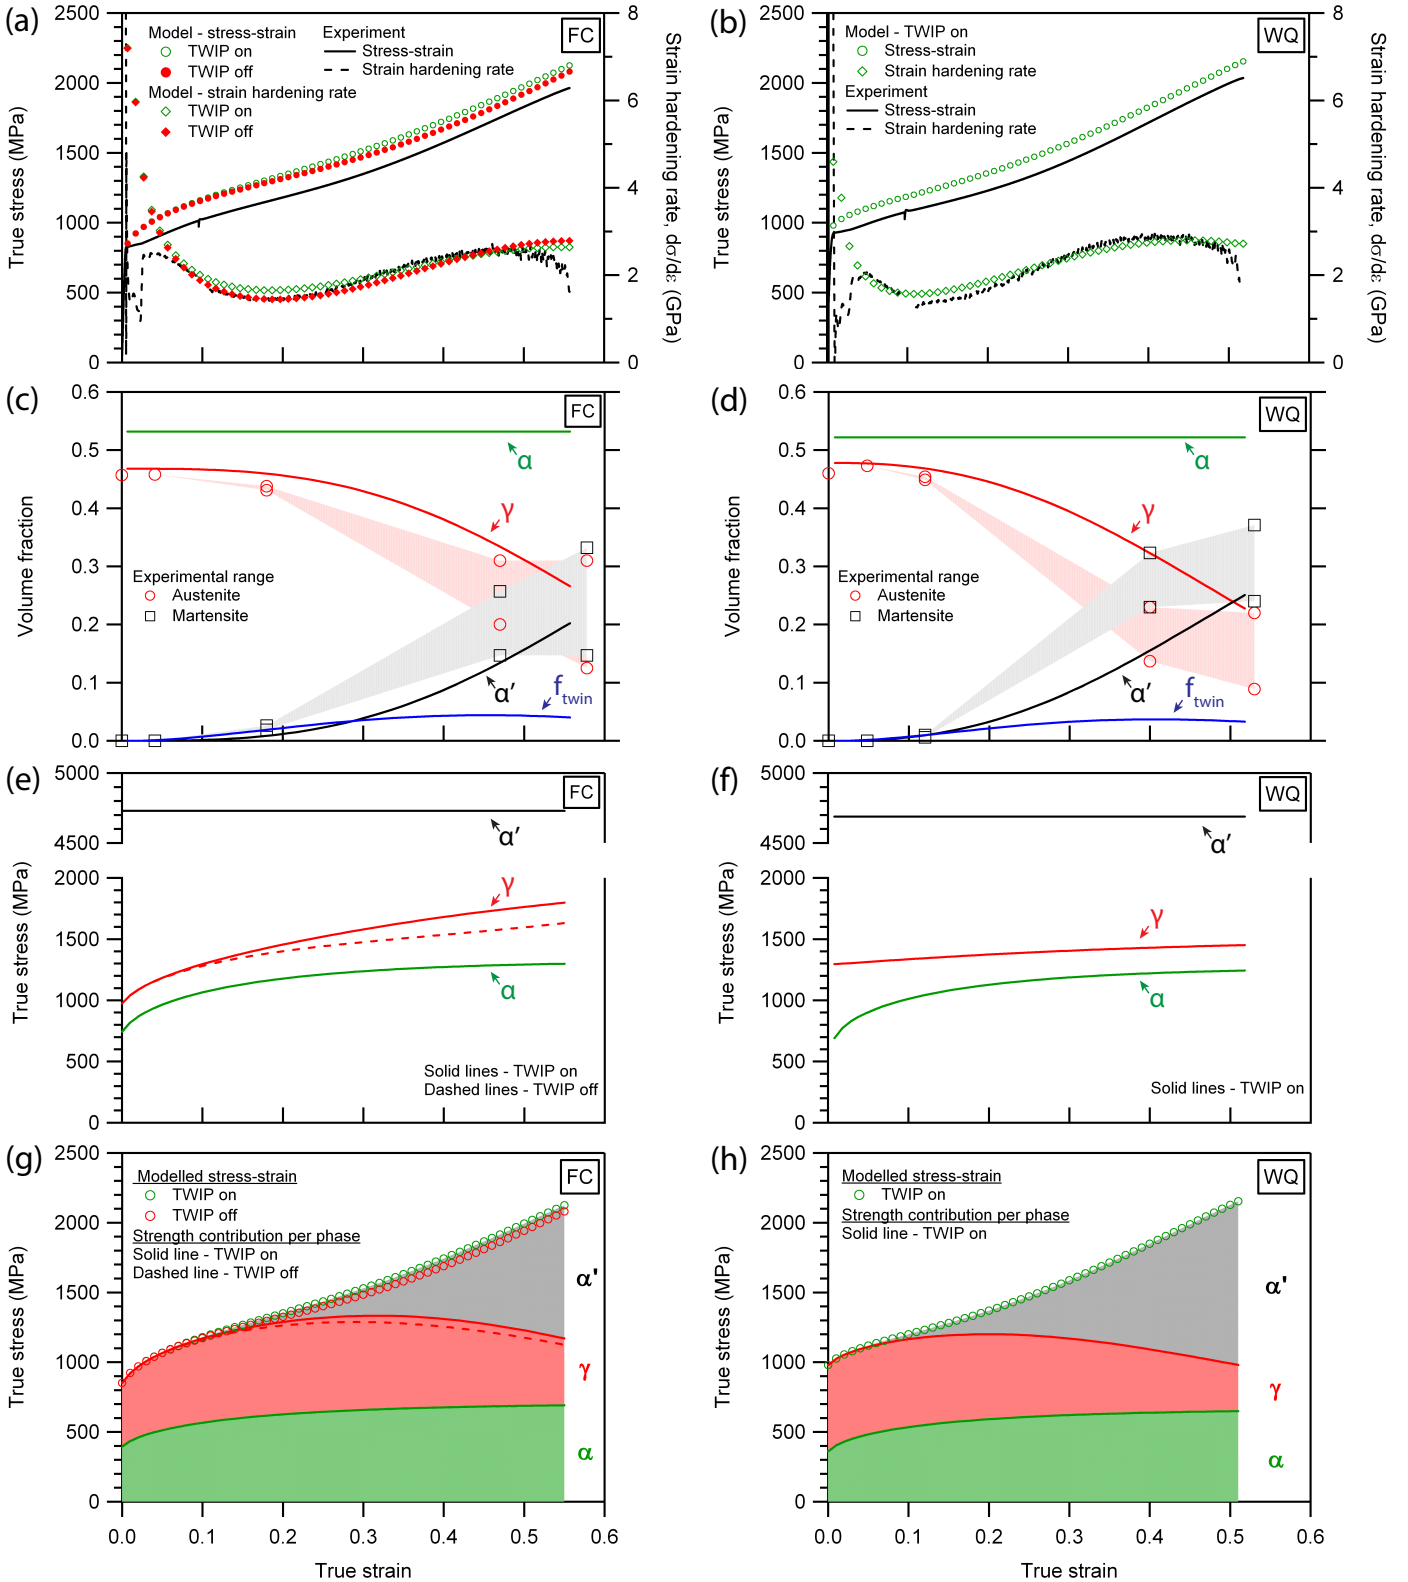 (a)
FC
Model - stress-strain
TWIP on
TWIP off
Model - strain hardening rate
TWIP on
TWIP off
Experiment
Stress-strain
Strain hardening rate
True stress (MPa)
2500
2000
1500
1000
500
0
8
6
4
2
0
Strain hardening rate, dσ/dε (GPa)
(b)
WQ
Model - TWIP on
Stress-strain
Strain hardening rate
Experiment
Stress-strain
Strain hardening rate
True stress (MPa)
2500
2000
1500
1000
500
0
8
6
4
2
0
Strain hardening rate, dσ/dε (GPa)
(c)
FC
Volume fraction
0.6
0.5
0.4
0.3
0.2
0.1
0.0
α
γ
Experimental range
Austenite
Martensite
α′
f twin
(d)
WQ
Volume fraction
0.6
0.5
0.4
0.3
0.2
0.1
0.0
α
γ
Experimental range
Austenite
Martensite
α′
f twin
(e)
FC
True stress (MPa)
5000
4500
2000
1500
1000
500
0
α′
γ
α
Solid lines - TWIP on
Dashed lines - TWIP off
(f)
WQ
True stress (MPa)
5000
4500
2000
1500
1000
500
0
α′
γ
α
Solid lines - TWIP on
(g)
FC
Modelled stress-strain
TWIP on
TWIP off
Strength contribution per phase
Solid line - TWIP on
Dashed line - TWIP off
True stress (MPa)
2500
2000
1500
1000
500
0
α'
γ
α
0.0 0.1 0.2 0.3 0.4 0.5 0.6
True strain
(h)
WQ
Modelled stress-strain
TWIP on
Strength contribution per phase
Solid line - TWIP on
True stress (MPa)
2500
2000
1500
1000
500
0
α'
γ
α
0.0 0.1 0.2 0.3 0.4 0.5 0.6
True strain